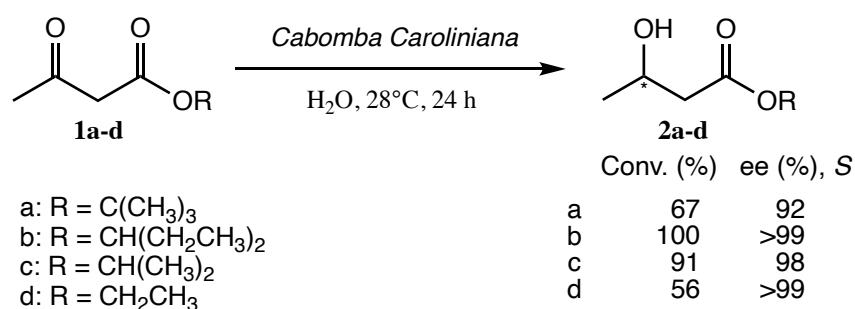 O O
OR
1a-d
Cabomba Caroliniana
H₂O, 28°C, 24 h
OH O
*
OR
2a-d
Conv. (%) ee (%), S
a: R = C(CH₃)₃
b: R = CH(CH₂CH₃)₂
c: R = CH(CH₃)₂
d: R = CH₂CH₃
a 67 92
b 100 >99
c 91 98
d 56 >99